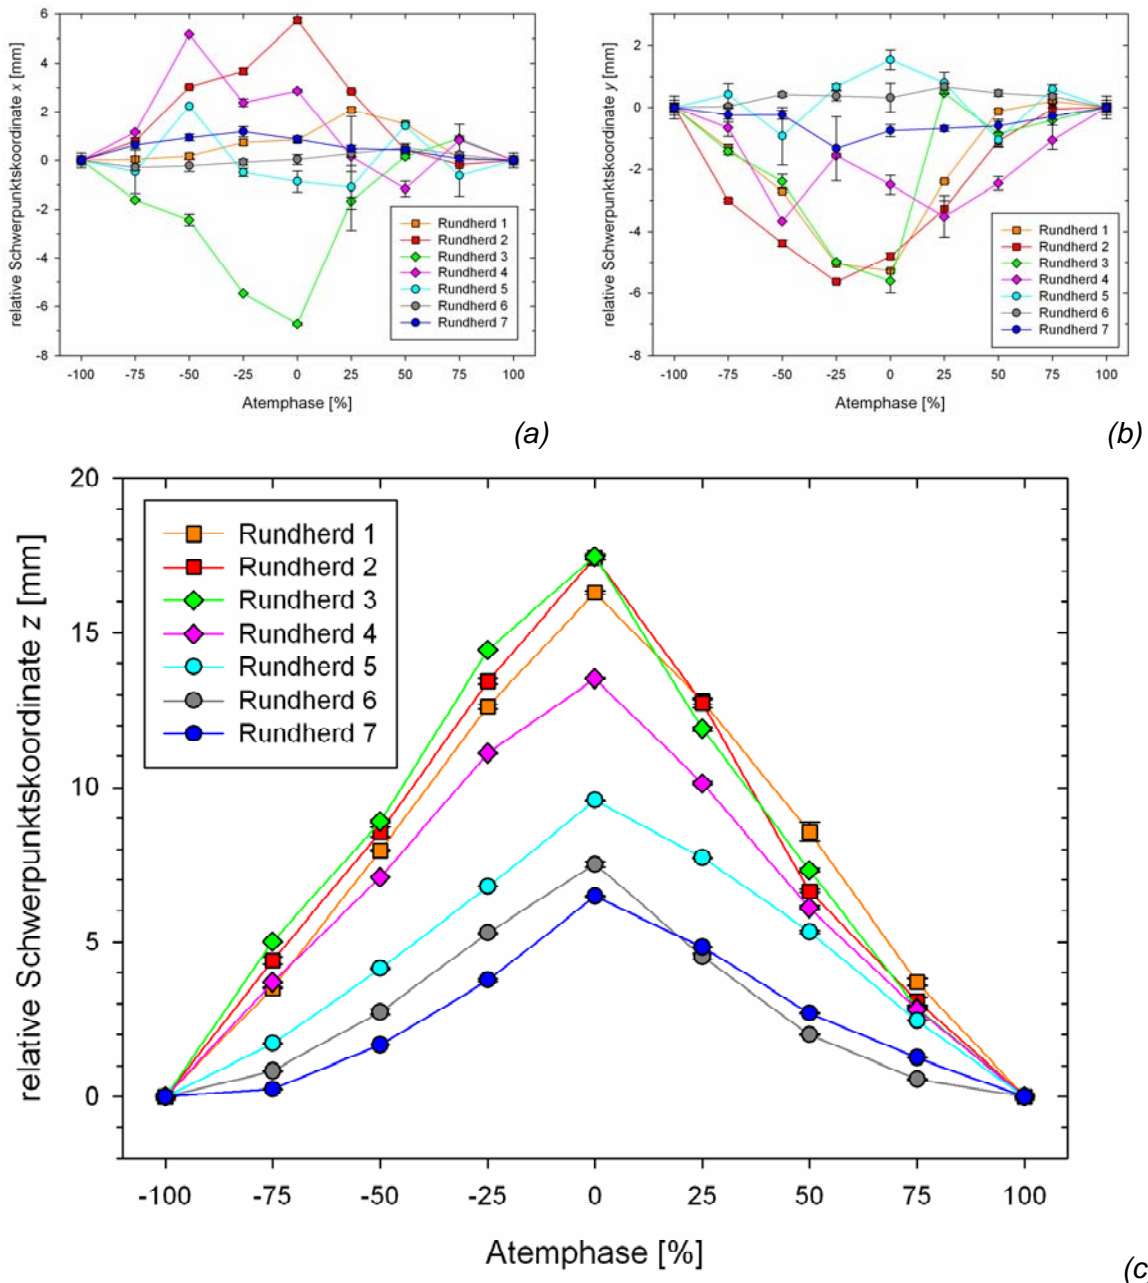 relative Schwerpunktskoordinate x [mm]
6
4
2
0
-2
-4
-6
-8
Rundherd 1
Rundherd 2
Rundherd 3
Rundherd 4
Rundherd 5
Rundherd 6
Rundherd 7
-100 -75 -50 -25 0 25 50 75 100
Atemphase [%]
(a)
relative Schwerpunktskoordinate y [mm]
2
0
-2
-4
-6
-8
Rundherd 1
Rundherd 2
Rundherd 3
Rundherd 4
Rundherd 5
Rundherd 6
Rundherd 7
-100 -75 -50 -25 0 25 50 75 100
Atemphase [%]
(b)
relative Schwerpunktskoordinate z [mm]
20
15
10
5
0
Rundherd 1
Rundherd 2
Rundherd 3
Rundherd 4
Rundherd 5
Rundherd 6
Rundherd 7
-100 -75 -50 -25 0 25 50 75 100
Atemphase [%]
(c